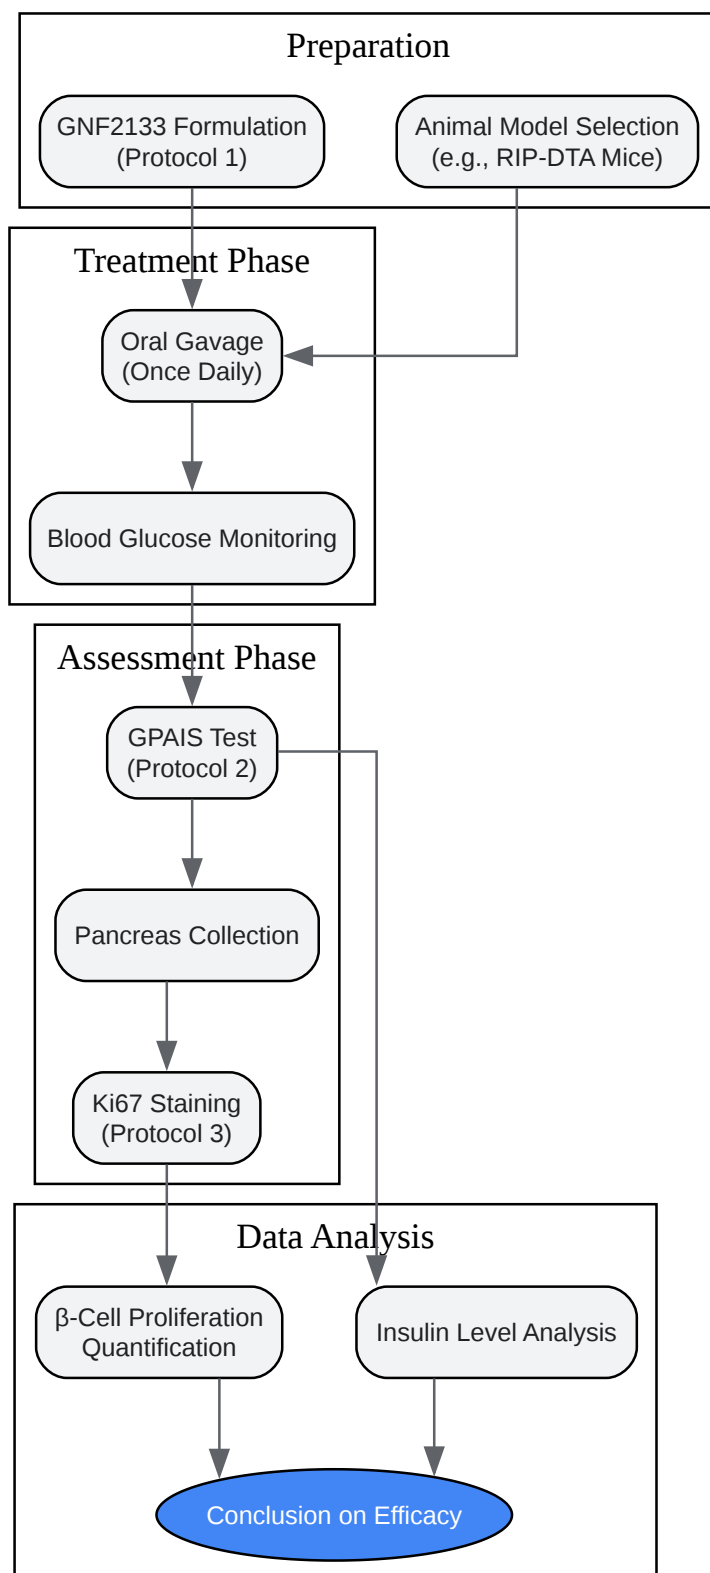 Preparation
GNF2133 Formulation
(Protocol 1)
Animal Model Selection
(e.g., RIP-DTA Mice)
Treatment Phase
Oral Gavage
(Once Daily)
Blood Glucose Monitoring
Assessment Phase
GPAIS Test
(Protocol 2)
Pancreas Collection
Ki67 Staining
(Protocol 3)
Data Analysis
β-Cell Proliferation
Quantification
Insulin Level Analysis
Conclusion on Efficacy